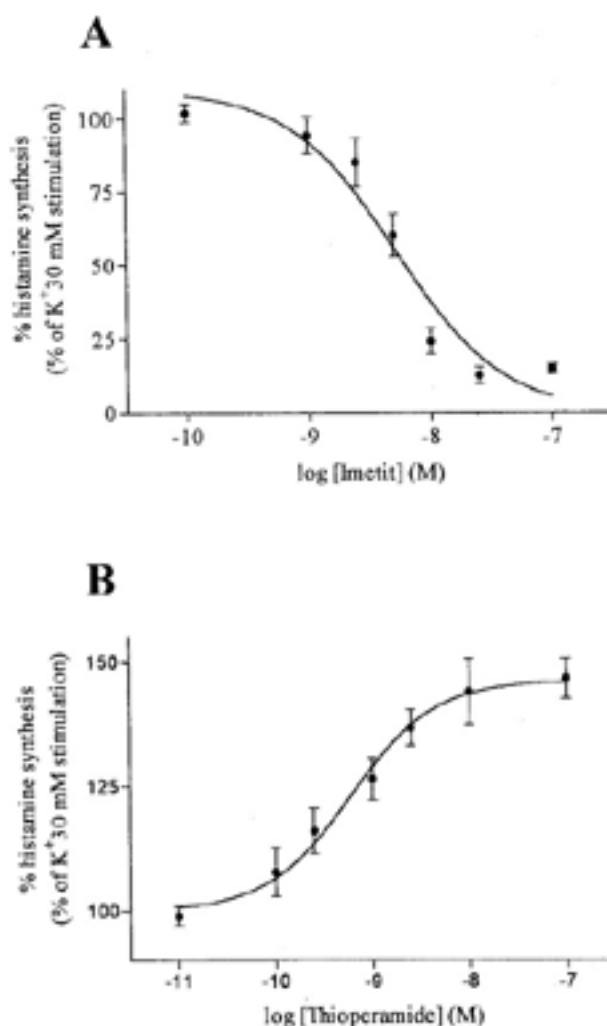 A
% histamine synthesis
(% of K+30 mM stimulation)
100
75
50
25
0
-10
-9
-8
-7
log [Imetit] (M)
B
% histamine synthesis
(% of K+30 mM stimulation)
150
125
100
-11
-10
-9
-8
-7
log [Thioperamide] (M)